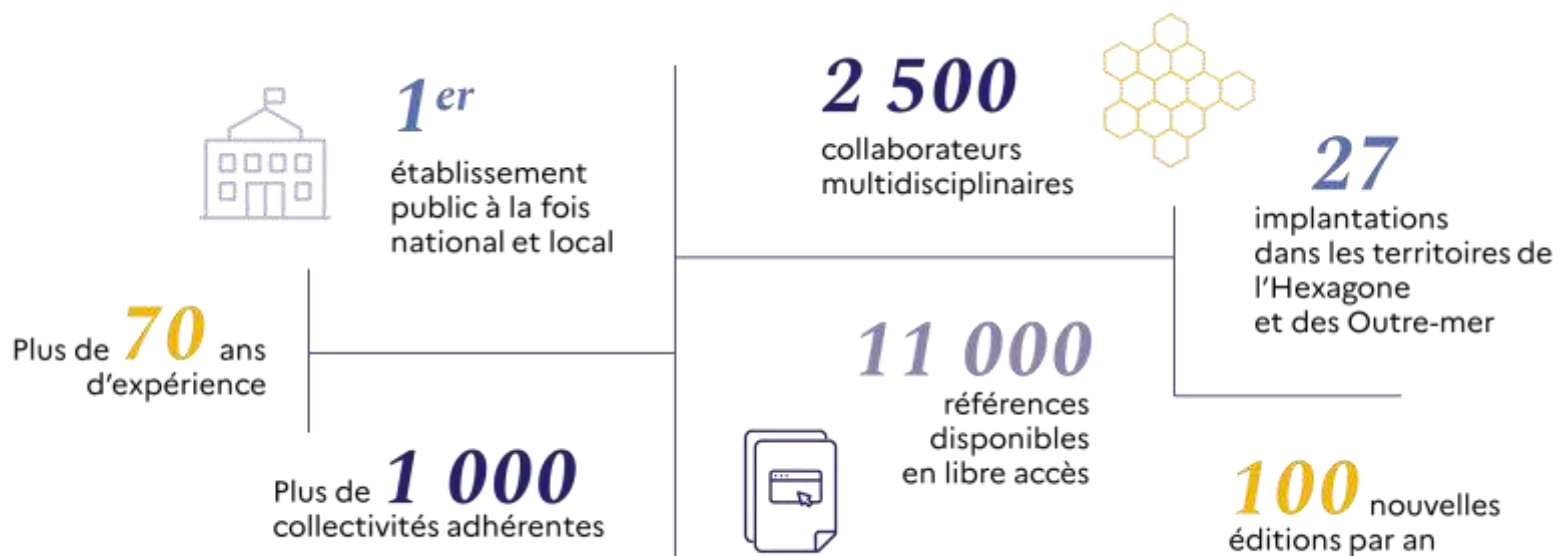 1er
établissement
public à la fois
national et local
2 500
collaborateurs
multidisciplinaires
27
implantations
dans les territoires de
l'Hexagone
et des Outre-mer
Plus de 70 ans
d'expérience
11 000
références
disponibles
en libre accès
Plus de 1 000
collectivités adhérentes
100 nouvelles
éditions par an